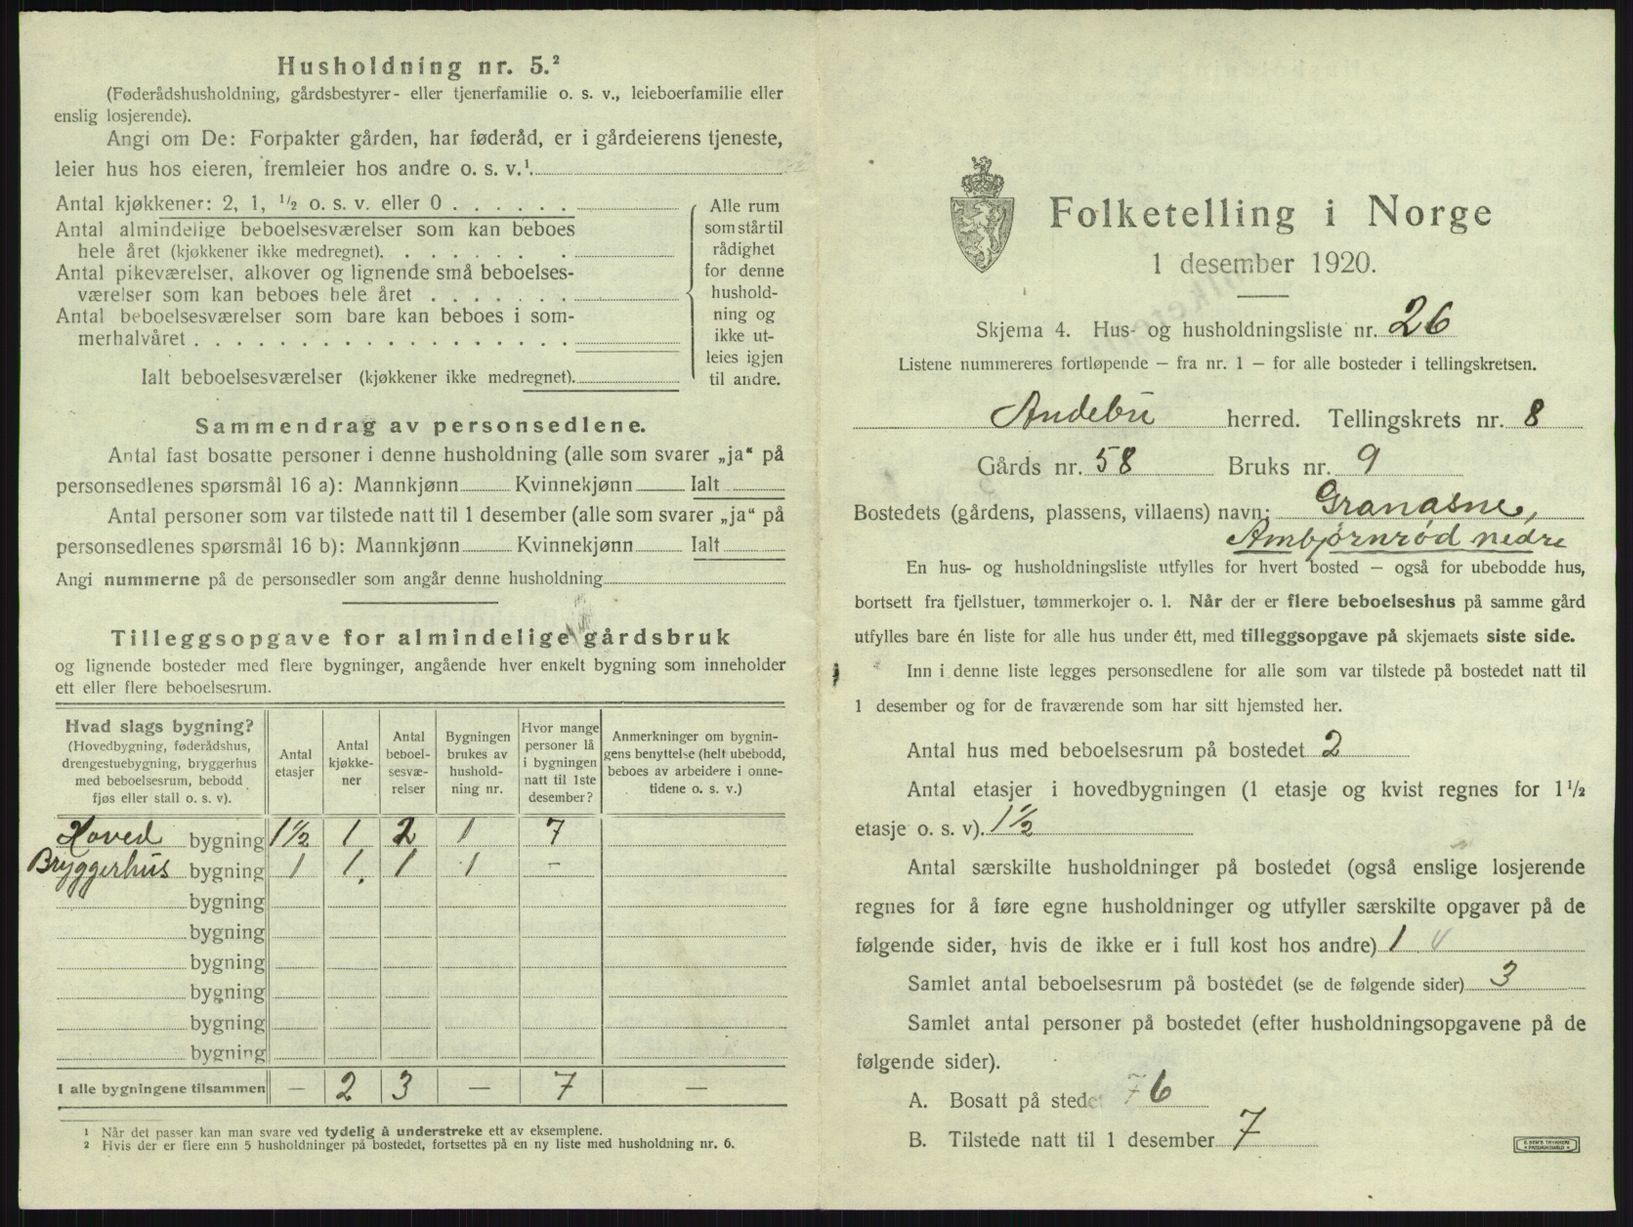 Husholdning nr. 5.²
(Føderådshusholdning, gårdsbestyrer- eller tjenerfamilie o. s. v., leieboerfamilie eller
enslig losjerende).
Angi om De: Forpakter gården, har føderåd, er i gårdeierens tjeneste,
leier hus hos eieren, fremleier hos andre o. s. v.¹
Antal kjøkkener: 2, 1, ¹/₂ o. s. v. eller 0
Antal almindelige beboelsesværelser som kan beboes
hele året (kjøkkener ikke medregnet).
Antal pikeværelser, alkover og lignende små beboelses-
værelser som kan beboes hele året
Antal beboelsesværelser som bare kan beboes i som-
merhalvåret
Ialt beboelsesværelser (kjøkkener ikke medregnet).
Alle rum
som står til
rådighet
for denne
hushold-
ning og
ikke ut-
leies igjen
til andre.
Sammendrag av personsedlene.
Antal fast bosatte personer i denne husholdning (alle som svarer „ja“ på
personsedlenes spørsmål 16 a): Mannkjønn Kvinnekjønn Ialt
Antal personer som var tilstede natt til 1 desember (alle som svarer „ja“ på
personsedlenes spørsmål 16 b): Mannkjønn Kvinnekjønn Ialt
Angi nummerne på de personsedler som angår denne husholdning
Tilleggsopgave for almindelige gårdsbruk
og lignende bosteder med flere bygninger, angående hver enkelt bygning som inneholder
ett eller flere beboelsesrum.
Hvad slags bygning?
(Hovedbygning, føderådshus,
drengestuebygning, bryggerhus
med beboelsesrum, bebodd
fjøs eller stall o. s. v).
Antal
etasjer
Antal
kjøkke-
ner
Antal
beboel-
sesvæ-
relser
Bygningen
brukes av
hushold-
ning nr.
Hvor mange
personer lå
i bygningen
natt til 1ste
desember?
Anmerkninger om bygnin-
gens benyttelse (helt ubebodd,
beboes av arbeidere i onne-
tidene o. s. v.)
Hoved bygning 1½ 1 2 1 7
Bryggerhus bygning 1 1 1 1 –
bygning
bygning
bygning
bygning
bygning
bygning
I alle bygningene tilsammen – 2 3 – 7 –
¹ Når det passer kan man svare ved tydelig å understreke ett av eksemplene.
² Hvis der er flere enn 5 husholdninger på bostedet, fortsettes på en ny liste med husholdning nr. 6.
Folketelling i Norge
1 desember 1920.
Skjema 4. Hus- og husholdningsliste nr. 26
Listene nummereres fortløpende – fra nr. 1 – for alle bosteder i tellingskretsen.
Andebu herred. Tellingskrets nr. 8
Gårds nr. 58 Bruks nr. 9
Bostedets (gårdens, plassens, villaens) navn: Granåsne,
Ambjørnrød nedre
En hus- og husholdningsliste utfylles for hvert bosted – også for ubebodde hus,
bortsett fra fjellstuer, tømmerkojer o. l. Når der er flere beboelseshus på samme gård
utfylles bare én liste for alle hus under étt, med tilleggsopgave på skjemaets siste side.
Inn i denne liste legges personsedlene for alle som var tilstede på bostedet natt til
1 desember og for de fraværende som har sitt hjemsted her.
Antal hus med beboelsesrum på bostedet 2
Antal etasjer i hovedbygningen (1 etasje og kvist regnes for 1¹/₂
etasje o. s. v). 1½
Antal særskilte husholdninger på bostedet (også enslige losjerende
regnes for å føre egne husholdninger og utfyller særskilte opgaver på de
følgende sider, hvis de ikke er i full kost hos andre) 1
Samlet antal beboelsesrum på bostedet (se de følgende sider) 3
Samlet antal personer på bostedet (efter husholdningsopgavene på de
følgende sider).
A. Bosatt på stedet 7 6
B. Tilstede natt til 1 desember 7